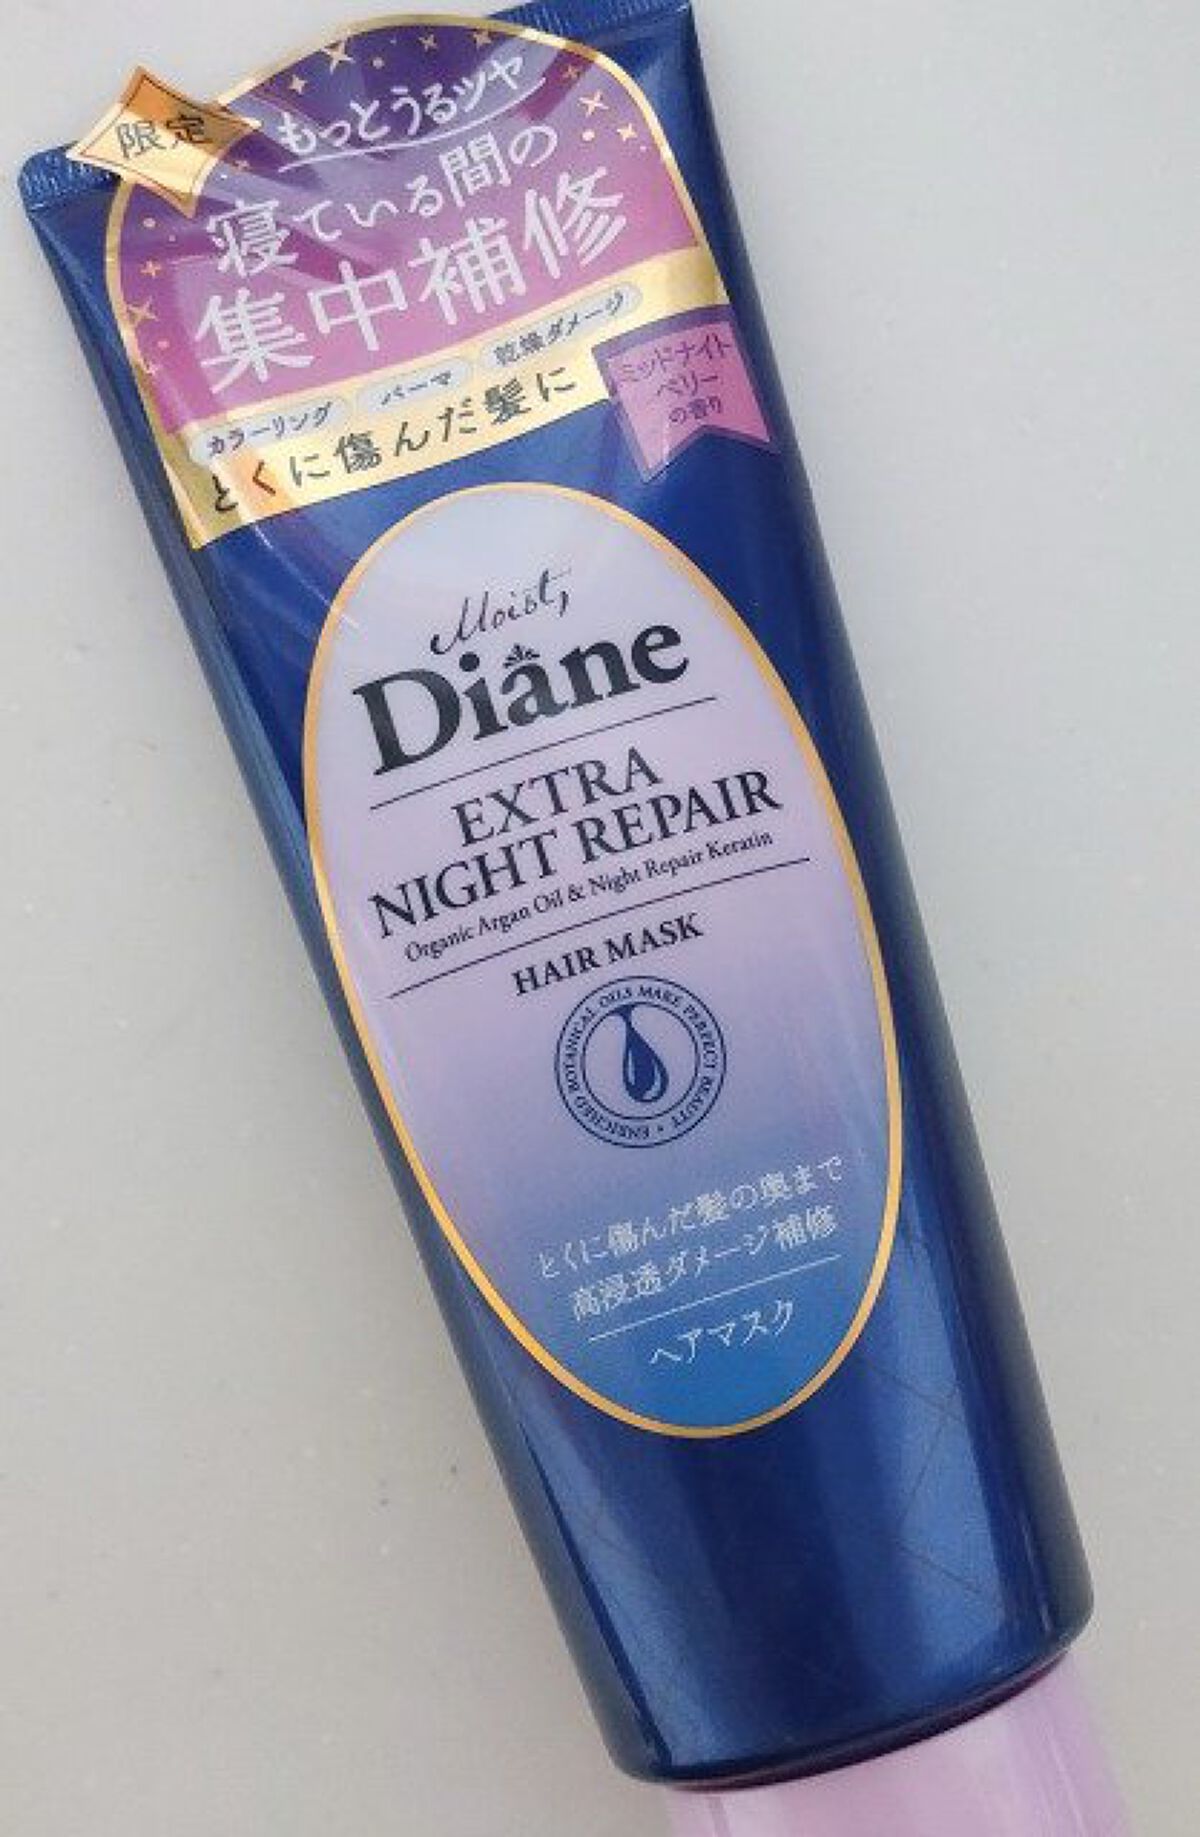 限定
もっとうるツヤ
寝ている間の
集中補修
カラーリング パーマ 乾燥ダメージ
とくに傷んだ髪に
ミッドナイト
ベリー
の香り
Moist,
Diâne
EXTRA
NIGHT REPAIR
Organic Argan Oil & Night Repair Keratin
HAIR MASK
ENRICHED BOTANICAL OILS MAKE PERFECT BEAUTY •
とくに傷んだ髪の奥まで
高浸透ダメージ補修
ヘアマスク